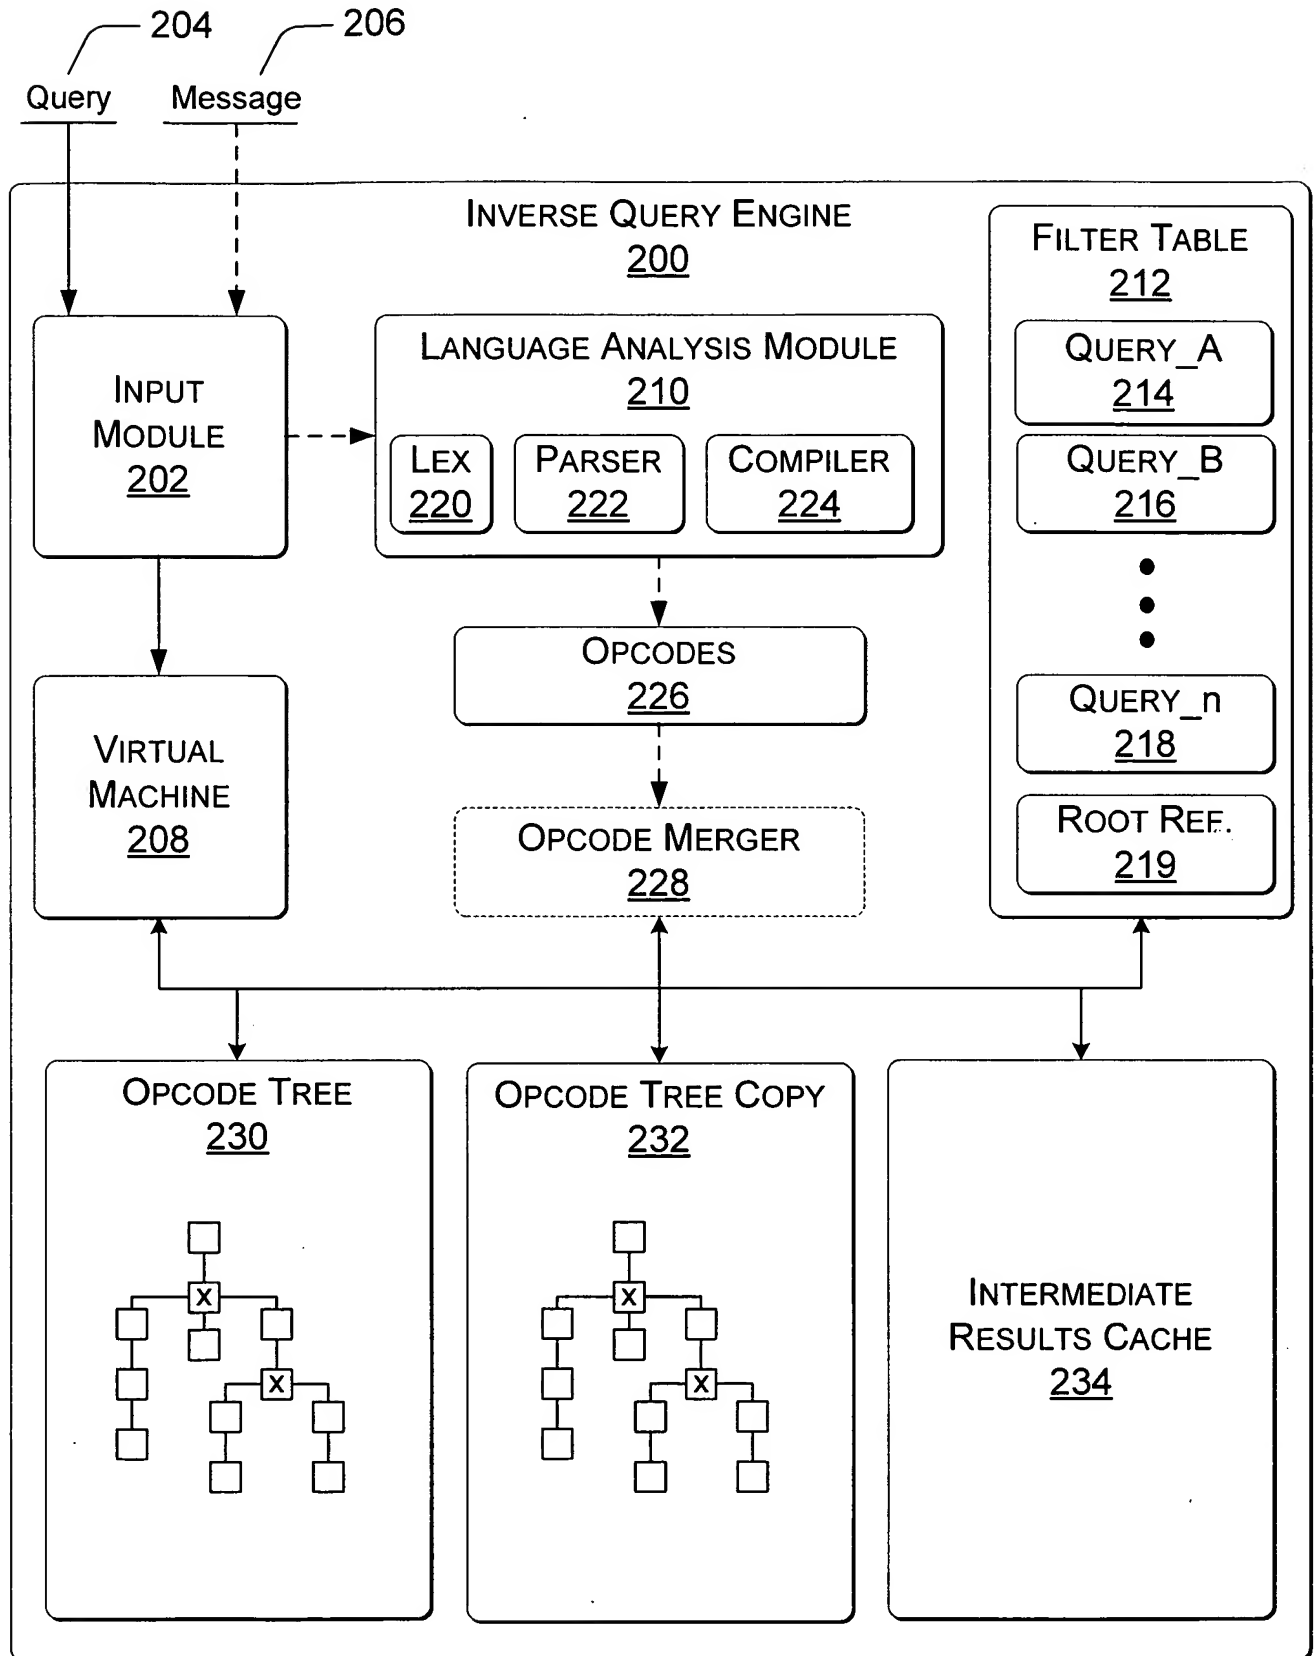 204
206
Query
Message
INVERSE QUERY ENGINE
200
INPUT
MODULE
202
LANGUAGE ANALYSIS MODULE
210
LEX
220
PARSER
222
COMPILER
224
FILTER TABLE
212
QUERY_A
214
QUERY_B
216
QUERY_n
218
ROOT REF.
219
OPCODES
226
VIRTUAL
MACHINE
208
OPCODE MERGER
228
OPCODE TREE
230
X
X
OPCODE TREE COPY
232
X
X
INTERMEDIATE
RESULTS CACHE
234